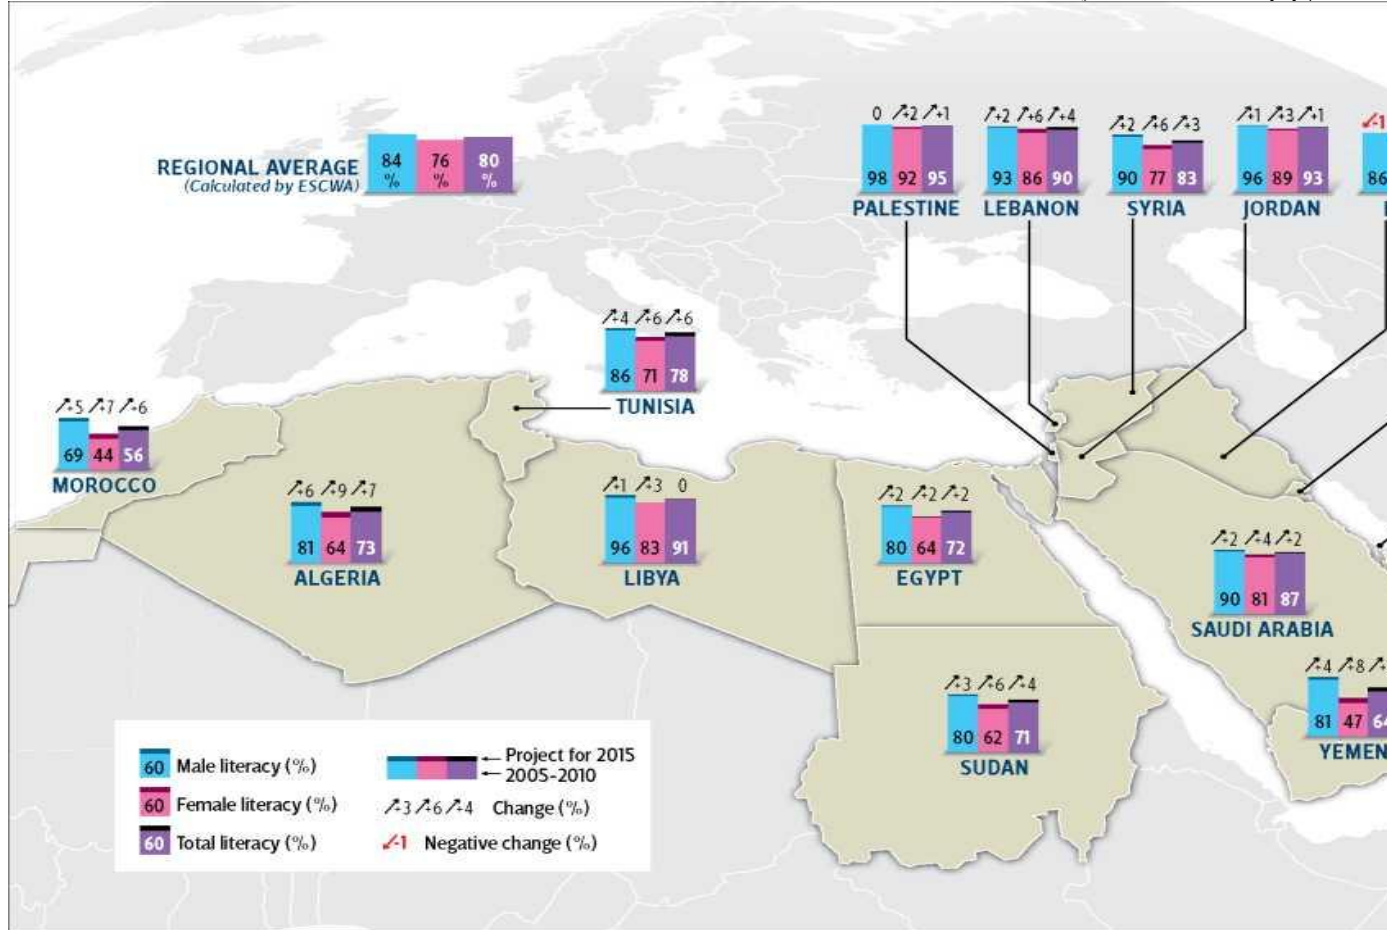 REGIONAL AVERAGE
(Calculated by ESCWA)
84 % 76 % 80 %
0 +2 +1
98 92 95
PALESTINE
+2 +6 +4
93 86 90
LEBANON
+2 +6 +3
90 77 83
SYRIA
+1 +3 +1
96 89 93
JORDAN
-1
86
+4 +6 +6
86 71 78
TUNISIA
+5 +7 +6
69 44 56
MOROCCO
+6 +9 +7
81 64 73
ALGERIA
+1 +3 0
96 83 91
LIBYA
+2 +2 +2
80 64 72
EGYPT
+2 +4 +2
90 81 87
SAUDI ARABIA
+3 +6 +4
80 62 71
SUDAN
+4 +8
81 47 64
YEMEN
60 Male literacy (%)
60 Female literacy (%)
60 Total literacy (%)
Project for 2015
2005-2010
+3 +6 +4 Change (%)
-1 Negative change (%)